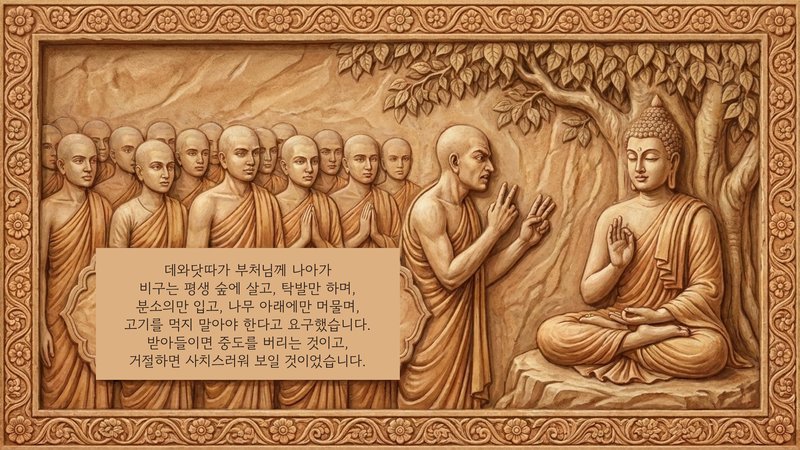 데와닷따가 부처님께 나아가
비구는 평생 숲에 살고, 탁발만 하며,
분소의만 입고, 나무 아래에만 머물며,
고기를 먹지 말아야 한다고 요구했습니다.
받아들이면 중도를 버리는 것이고,
거절하면 사치스러워 보일 것이었습니다.